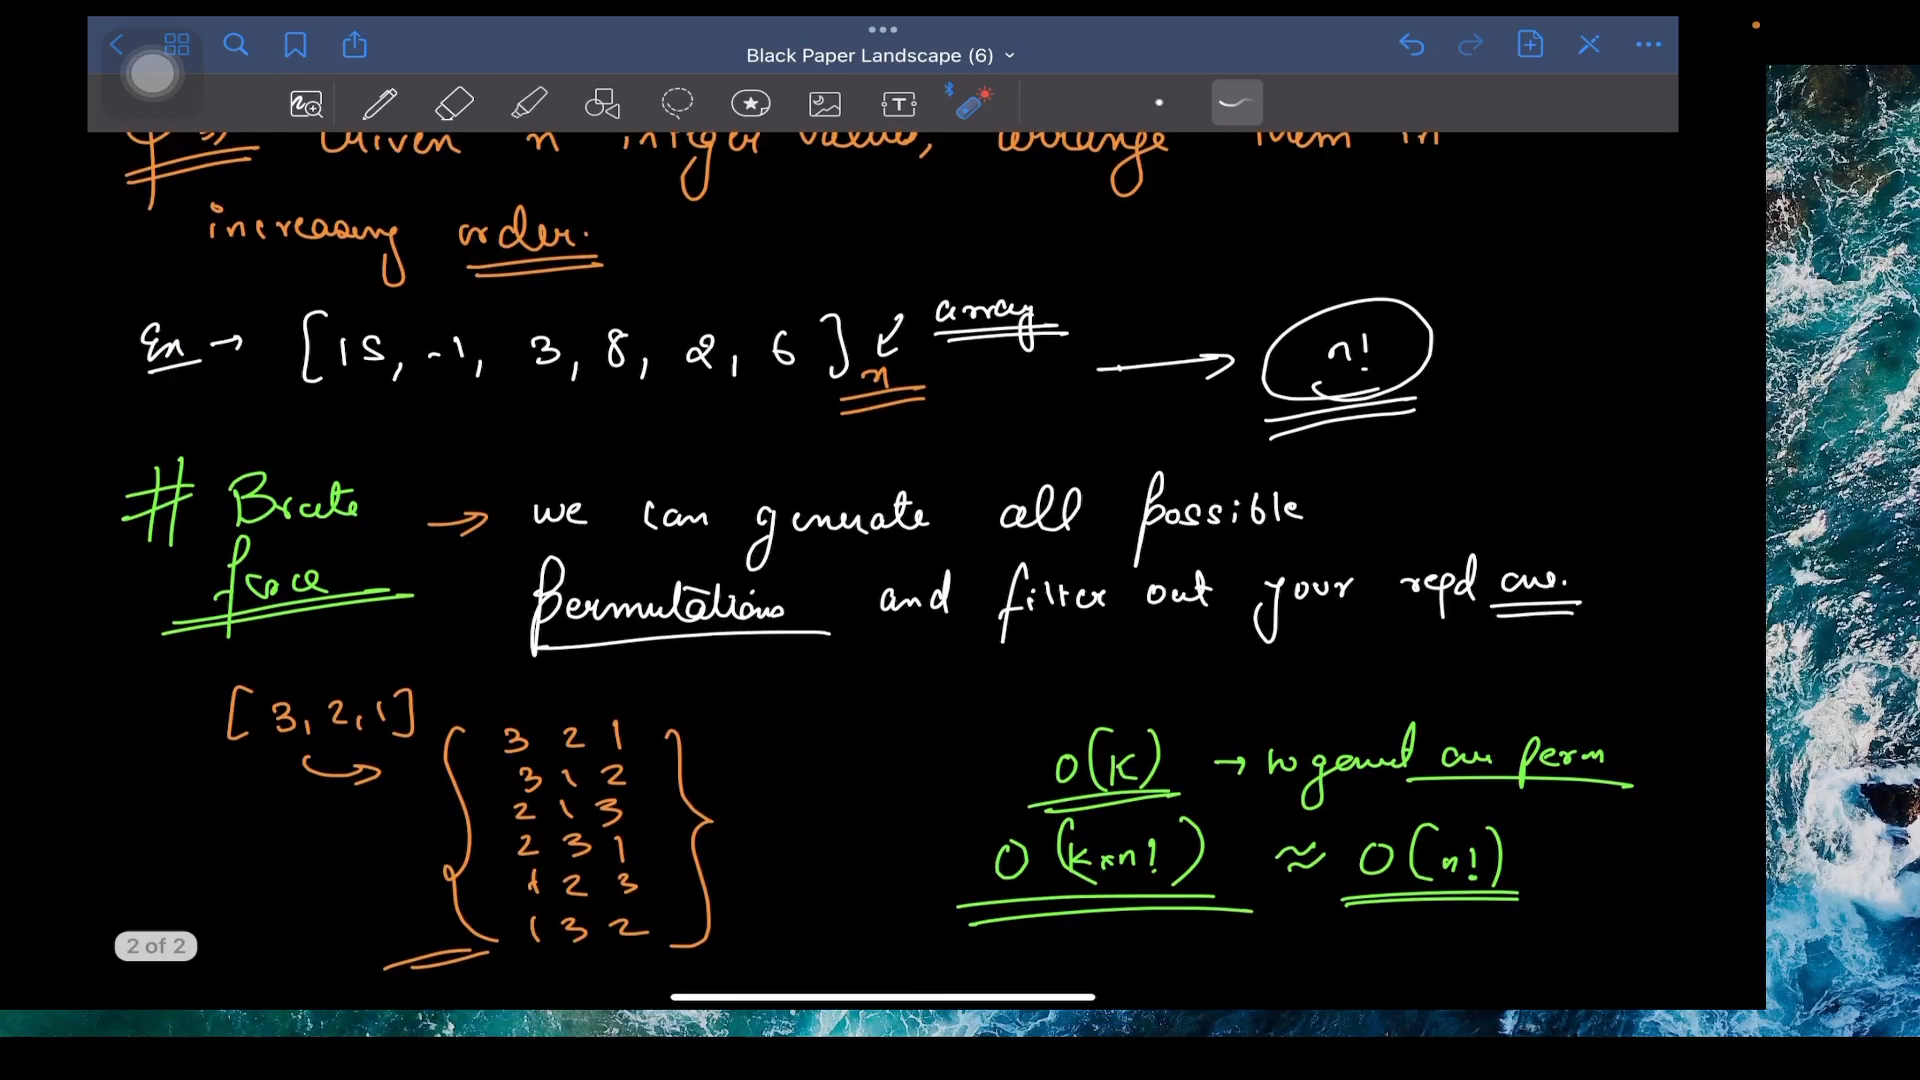 Black Paper Landscape (6)
Q → Given n integer values, arrange them in
increasing order.
Ex → [15, -1, 3, 8, 2, 6] array → n!
n
# Brute
force → we can generate all possible
permutations and filter out your reqd ans.
[3, 2, 1]
3 2 1
3 1 2
2 1 3
2 3 1
1 2 3
1 3 2
O(K) → to generat one perm
O(K*n!) ≈ O(n!)
2 of 2